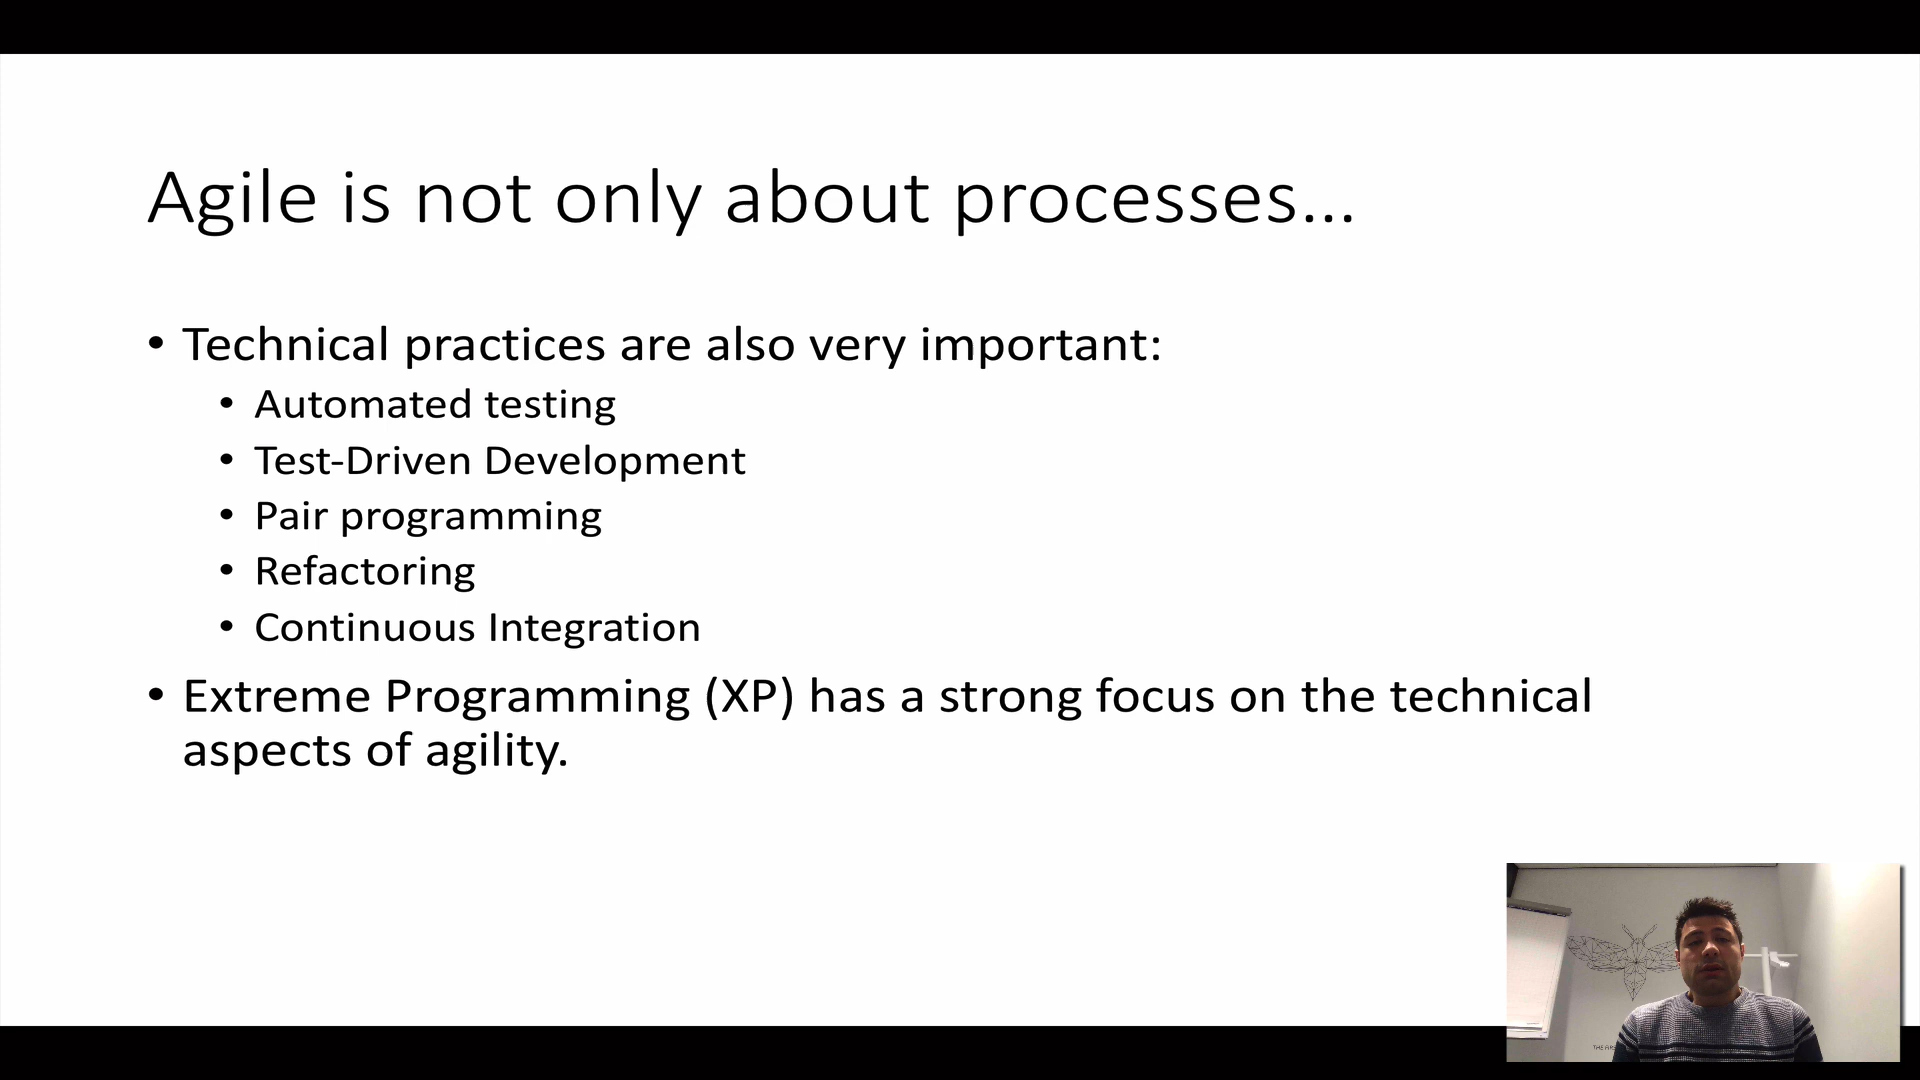 Agile is not only about processes...
• Technical practices are also very important:
• Automated testing
• Test-Driven Development
• Pair programming
• Refactoring
• Continuous Integration
• Extreme Programming (XP) has a strong focus on the technical
aspects of agility.
THE